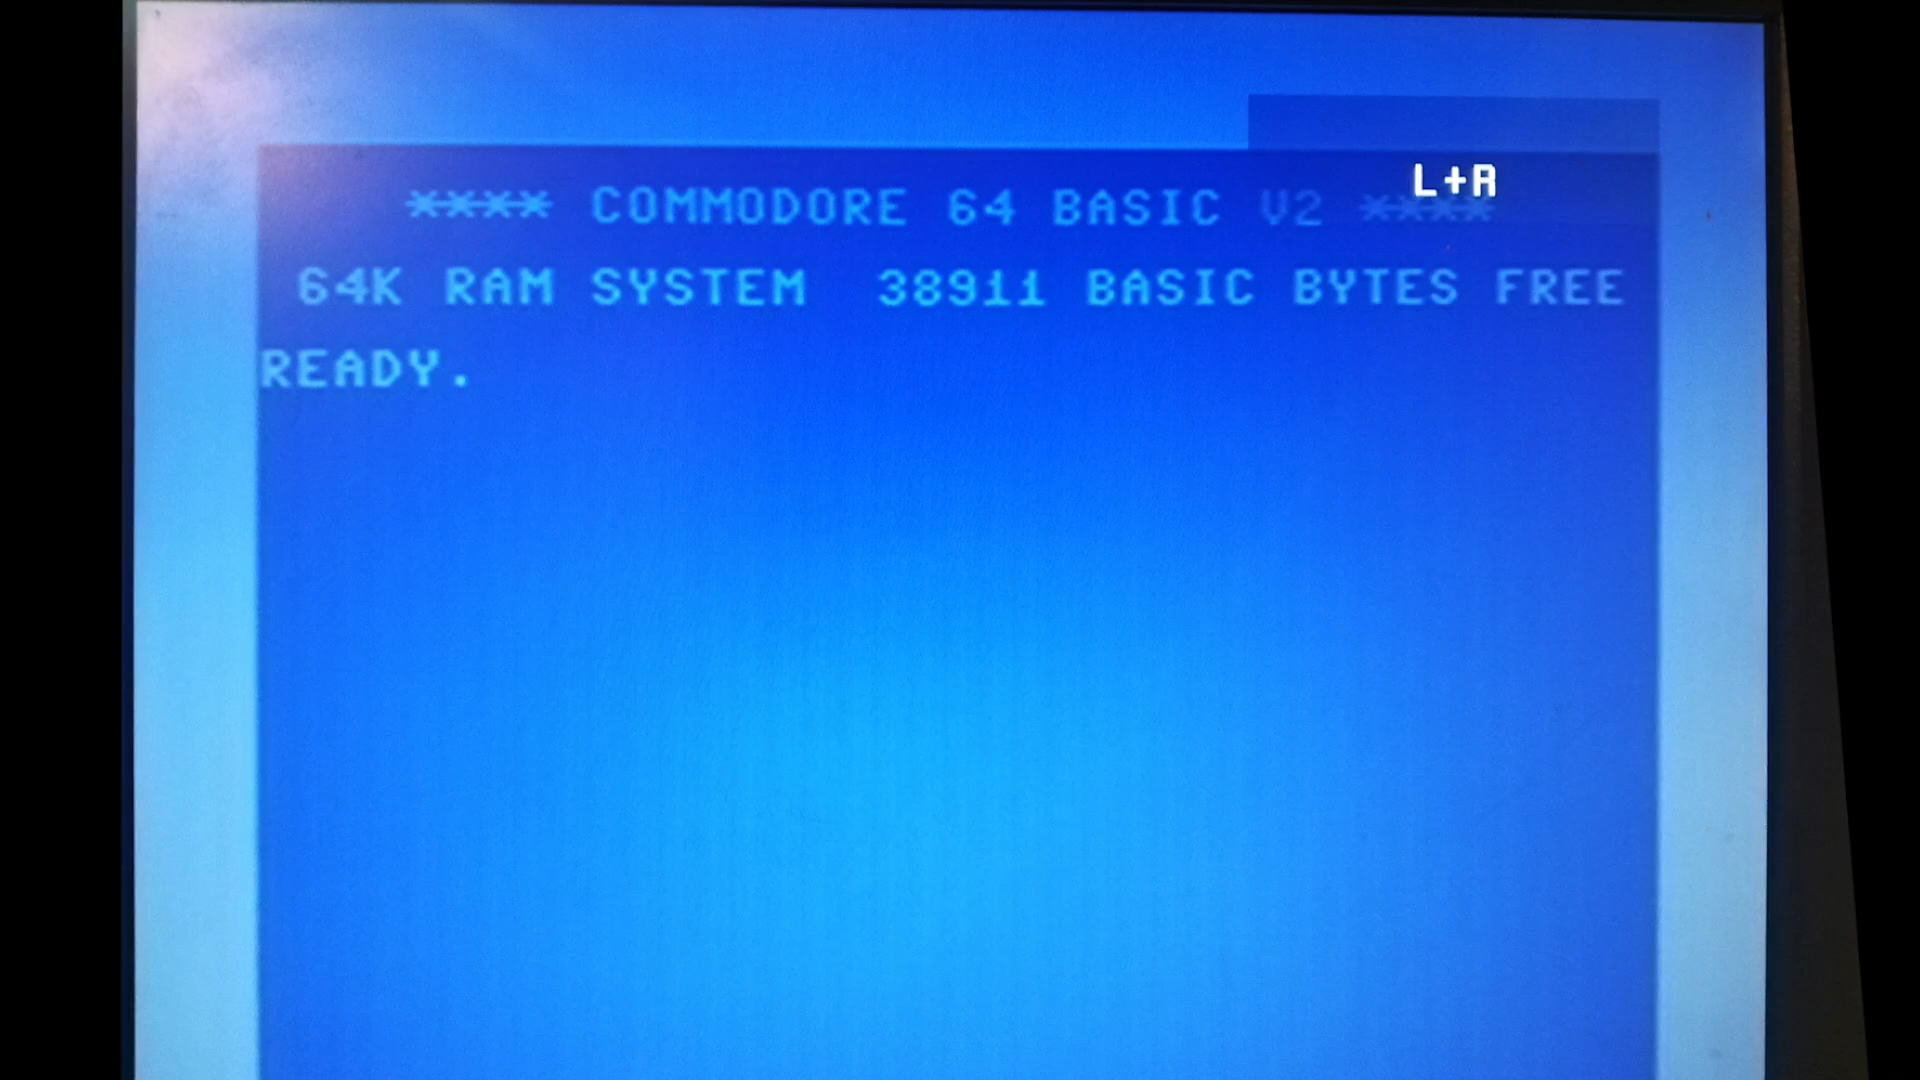 L+R
**** COMMODORE 64 BASIC V2 ****
64K RAM SYSTEM  38911 BASIC BYTES FREE
READY.